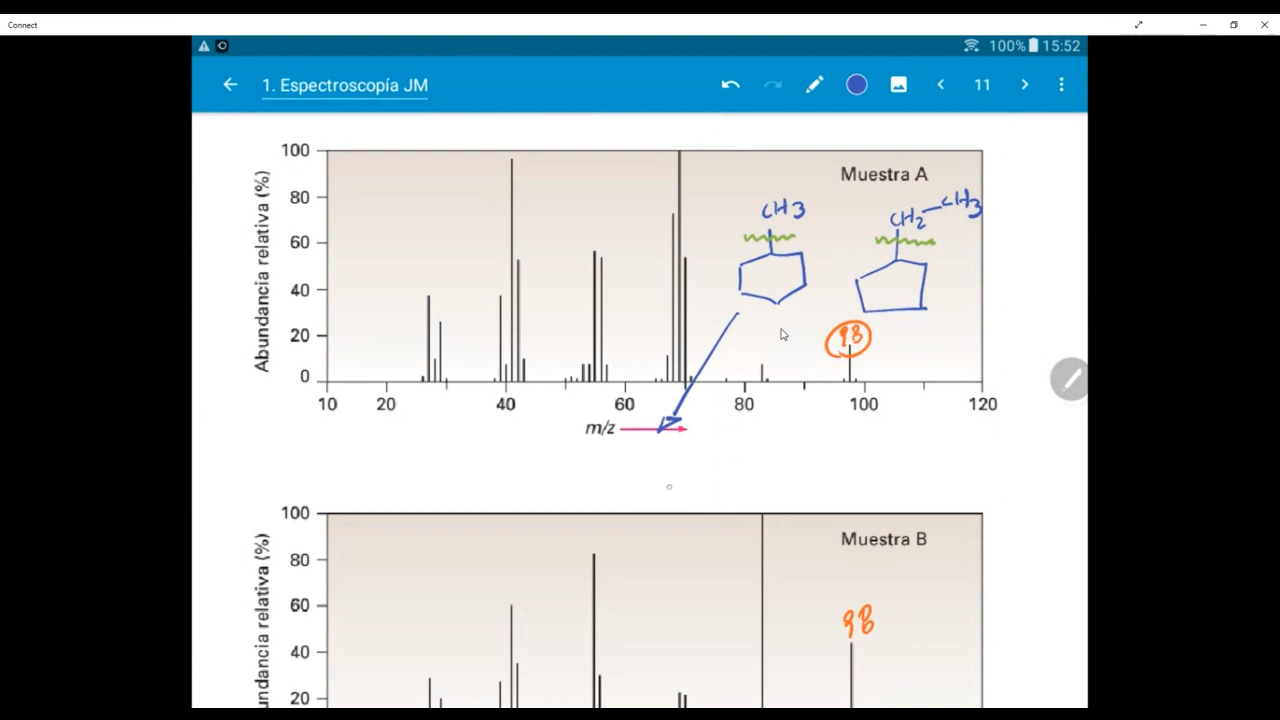 Connect
100% 15:52
1. Espectroscopía JM
11
100
80
60
40
20
0
Abundancia relativa (%)
Muestra A
CH3
CH2 CH3
98
10 20 40 60 80 100 120
m/z
100
80
60
40
20
undancia relativa (%)
Muestra B
98